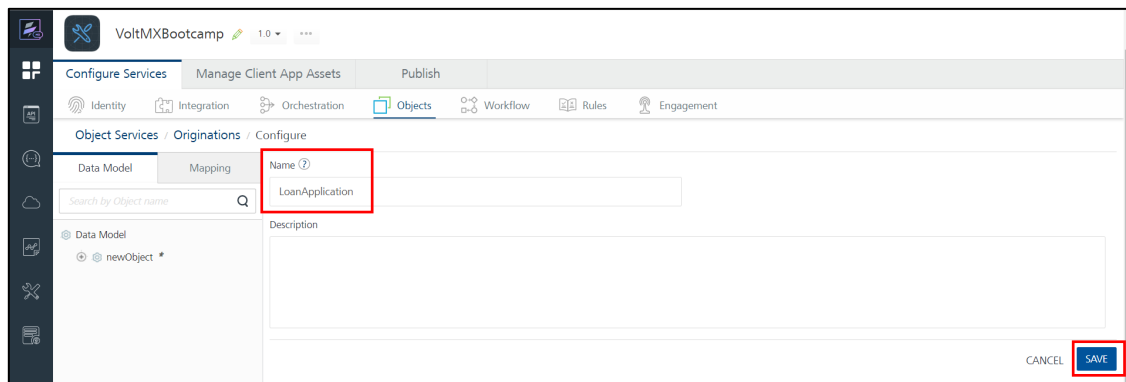 VoltMXBootcamp 1.0
Configure Services Manage Client App Assets Publish
Identity Integration Orchestration Objects Workflow Rules Engagement
Object Services / Originations / Configure
Data Model Mapping
Search by Object name
Data Model
newObject *
Name ?
LoanApplication
Description
CANCEL SAVE